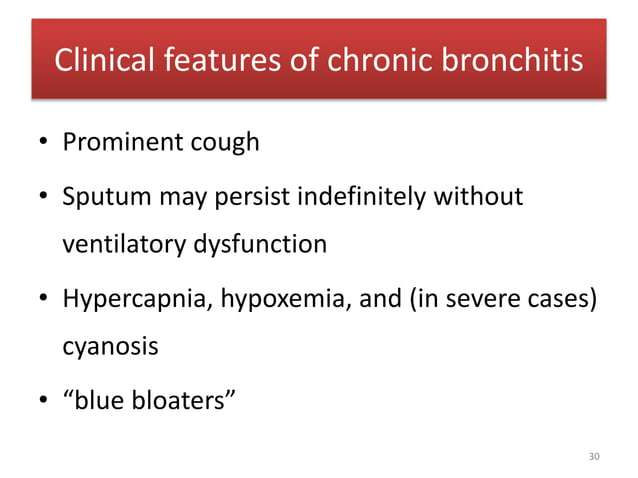 Clinical features of chronic bronchitis
• Prominent cough
• Sputum may persist indefinitely without
ventilatory dysfunction
• Hypercapnia, hypoxemia, and (in severe cases)
cyanosis
• “blue bloaters”
30